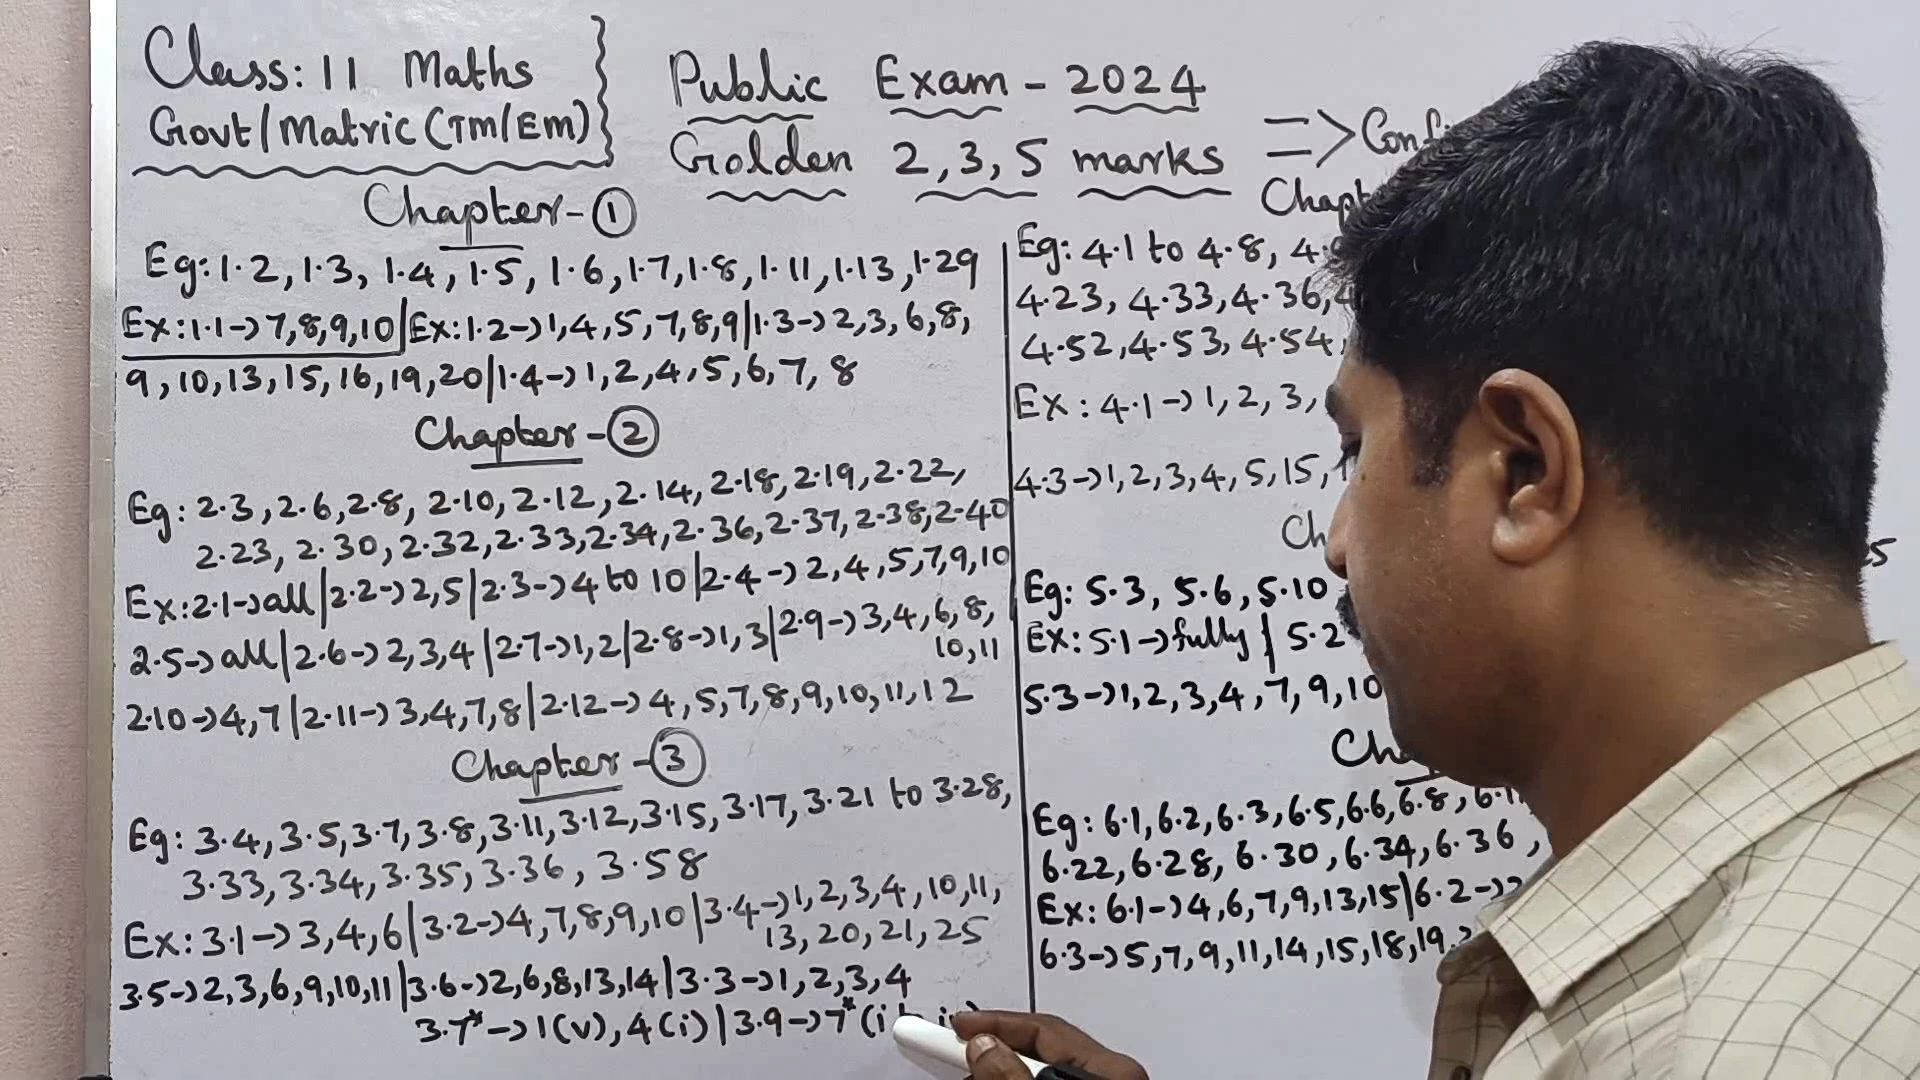 Class: 11 Maths
Govt/Matric (TM/EM)
Public Exam - 2024
Golden 2, 3, 5 marks =>
Chapter - 1
Eg: 1.2, 1.3, 1.4, 1.5, 1.6, 1.7, 1.8, 1.11, 1.13, 1.29
Ex: 1.1 -> 7, 8, 9, 10 | Ex: 1.2 -> 1, 4, 5, 7, 8, 9 | 1.3 -> 2, 3, 6, 8,
9, 10, 13, 15, 16, 19, 20 | 1.4 -> 1, 2, 4, 5, 6, 7, 8
Chapter - 2
Eg: 2.3, 2.6, 2.8, 2.10, 2.12, 2.14, 2.18, 2.19, 2.22,
2.23, 2.30, 2.32, 2.33, 2.34, 2.36, 2.37, 2.38, 2.40
Ex: 2.1 -> all | 2.2 -> 2, 5 | 2.3 -> 4 to 10 | 2.4 -> 2, 4, 5, 7, 9, 10
2.5 -> all | 2.6 -> 2, 3, 4 | 2.7 -> 1, 2 | 2.8 -> 1, 3 | 2.9 -> 3, 4, 6, 8,
10, 11
2.10 -> 4, 7 | 2.11 -> 3, 4, 7, 8 | 2.12 -> 4, 5, 7, 8, 9, 10, 11, 12
Chapter - 3
Eg: 3.4, 3.5, 3.7, 3.8, 3.11, 3.12, 3.15, 3.17, 3.21 to 3.28,
3.33, 3.34, 3.35, 3.36, 3.58
Ex: 3.1 -> 3, 4, 6 | 3.2 -> 4, 7, 8, 9, 10 | 3.4 -> 1, 2, 3, 4, 10, 11,
13, 20, 21, 25
3.5 -> 2, 3, 6, 9, 10, 11 | 3.6 -> 2, 6, 8, 13, 14 | 3.3 -> 1, 2, 3, 4
3.7* -> 1(v), 4(i) | 3.9 -> 7* (i
Eg: 4.1 to 4.8,
4.23, 4.33, 4.36,
4.52, 4.53, 4.54,
Ex: 4.1 -> 1, 2, 3,
4.3 -> 1, 2, 3, 4, 5, 15,
Eg: 5.3, 5.6, 5.10
Ex: 5.1 -> fully | 5.2
5.3 -> 1, 2, 3, 4, 7, 9, 10
Eg: 6.1, 6.2, 6.3, 6.5, 6.6, 6.8,
6.22, 6.28, 6.30, 6.34, 6.36,
Ex: 6.1 -> 4, 6, 7, 9, 13, 15 | 6.2 ->
6.3 -> 5, 7, 9, 11, 14, 15, 18, 19